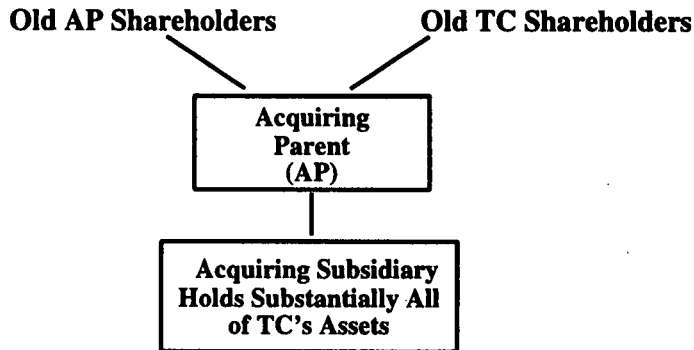 Old AP Shareholders
Old TC Shareholders
Acquiring
Parent
(AP)
Acquiring Subsidiary
Holds Substantially All
of TC's Assets